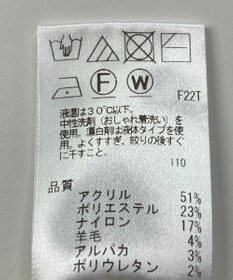 F W
F22T
液温は30℃以下。
中性洗剤（おしゃれ着洗い）を
使用。漂白剤は液体タイプを使
用。よくすすぎ、絞りの後すぐ
に干すこと。
110
品質
アクリル 51%
ポリエステル 23%
ナイロン 17%
羊毛 4%
アルパカ 3%
ポリウレタン 2%